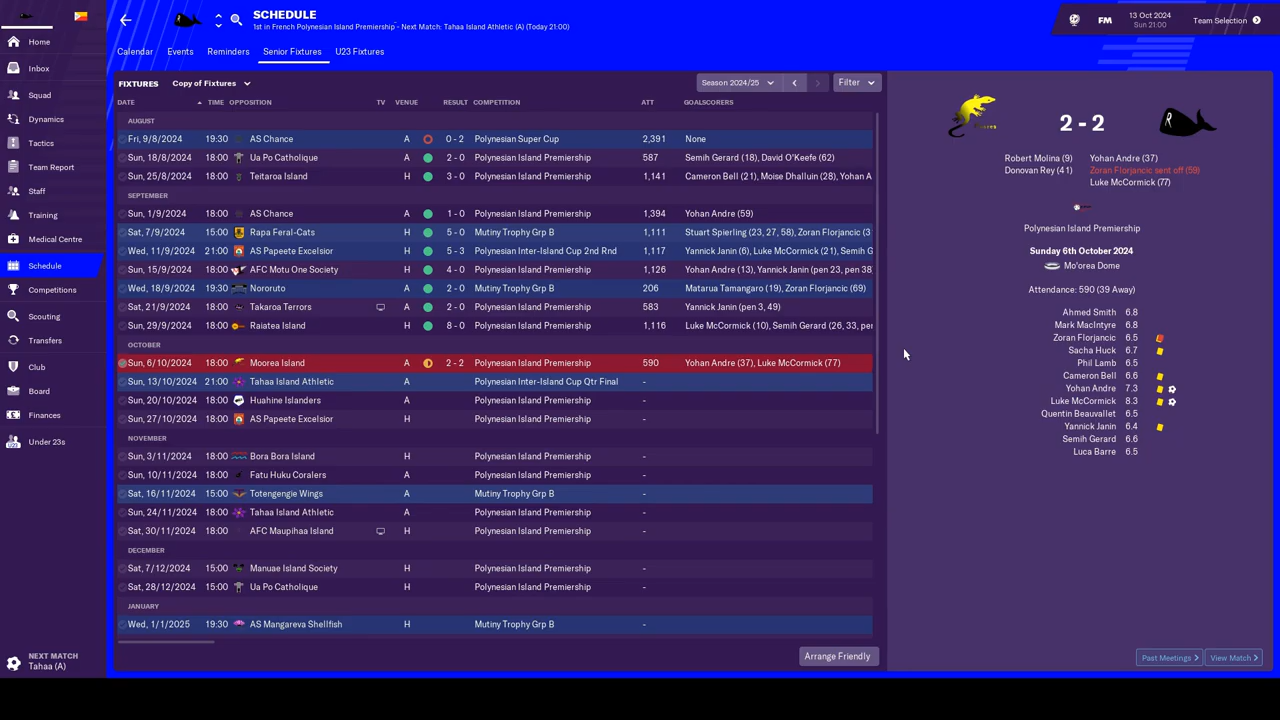 SCHEDULE
1st in French Polynesian Island Premiership - Next Match: Tahaa Island Athletic (A) (Today 21:00)
FM
13 Oct 2024
Sun 21:00
Team Selection
Home
Inbox
Squad
Dynamics
Tactics
Team Report
Staff
Training
Medical Centre
Schedule
Competitions
Scouting
Transfers
Club
Board
Finances
Under 23s
NEXT MATCH
Tahaa (A)
Calendar Events Reminders Senior Fixtures U23 Fixtures
FIXTURES Copy of Fixtures Season 2024/25 Filter
DATE TIME OPPOSITION TV VENUE RESULT COMPETITION ATT GOALSCORERS
AUGUST
Fri, 9/8/2024 19:30 AS Chance A 0 - 2 Polynesian Super Cup 2,391 None
Sun, 18/8/2024 18:00 Ua Po Catholique A 2 - 0 Polynesian Island Premiership 587 Semih Gerard (18), David O'Keefe (62)
Sun, 25/8/2024 18:00 Teitaroa Island H 3 - 0 Polynesian Island Premiership 1,141 Cameron Bell (21), Moise Dhalluin (28), Yohan A
SEPTEMBER
Sun, 1/9/2024 18:00 AS Chance A 1 - 0 Polynesian Island Premiership 1,394 Yohan Andre (59)
Sat, 7/9/2024 15:00 Rapa Feral-Cats H 5 - 0 Mutiny Trophy Grp B 1,111 Stuart Spierling (23, 27, 58), Zoran Florjancic (3
Wed, 11/9/2024 21:00 AS Papeete Excelsior H 5 - 3 Polynesian Inter-Island Cup 2nd Rnd 1,117 Yannick Janin (6), Luke McCormick (21), Semih G
Sun, 15/9/2024 18:00 AFC Motu One Society H 4 - 0 Polynesian Island Premiership 1,126 Yohan Andre (13), Yannick Janin (pen 23, pen 38
Wed, 18/9/2024 19:30 Nororuto A 2 - 0 Mutiny Trophy Grp B 206 Matarua Tamangaro (19), Zoran Florjancic (69)
Sat, 21/9/2024 18:00 Takaroa Terrors A 2 - 0 Polynesian Island Premiership 583 Yannick Janin (pen 3, 49)
Sun, 29/9/2024 18:00 Raiatea Island H 8 - 0 Polynesian Island Premiership 1,116 Luke McCormick (10), Semih Gerard (26, 33, pen
OCTOBER
Sun, 6/10/2024 18:00 Moorea Island A 2 - 2 Polynesian Island Premiership 590 Yohan Andre (37), Luke McCormick (77)
Sun, 13/10/2024 21:00 Tahaa Island Athletic A Polynesian Inter-Island Cup Qtr Final -
Sun, 20/10/2024 18:00 Huahine Islanders A Polynesian Island Premiership -
Sun, 27/10/2024 18:00 AS Papeete Excelsior H Polynesian Island Premiership -
NOVEMBER
Sun, 3/11/2024 18:00 Bora Bora Island H Polynesian Island Premiership -
Sun, 10/11/2024 18:00 Fatu Huku Coralers A Polynesian Island Premiership -
Sat, 16/11/2024 15:00 Totengengie Wings A Mutiny Trophy Grp B -
Sun, 24/11/2024 18:00 Tahaa Island Athletic A Polynesian Island Premiership -
Sat, 30/11/2024 18:00 AFC Maupihaa Island H Polynesian Island Premiership -
DECEMBER
Sat, 7/12/2024 15:00 Manuae Island Society H Polynesian Island Premiership -
Sat, 28/12/2024 15:00 Ua Po Catholique H Polynesian Island Premiership -
JANUARY
Wed, 1/1/2025 19:30 AS Mangareva Shellfish H Mutiny Trophy Grp B -
Arrange Friendly
2 - 2
R
Robert Molina (9) Yohan Andre (37)
Donovan Rey (41) Zoran Florjancic sent off (59)
Luke McCormick (77)
Polynesian Island Premiership
Sunday 6th October 2024
Mo'orea Dome
Attendance: 590 (39 Away)
Ahmed Smith 6.8
Mark MacIntyre 6.8
Zoran Florjancic 6.5
Sacha Huck 6.7
Phil Lamb 6.5
Cameron Bell 6.6
Yohan Andre 7.3
Luke McCormick 8.3
Quentin Beauvallet 6.5
Yannick Janin 6.4
Semih Gerard 6.6
Luca Barre 6.5
Past Meetings View Match